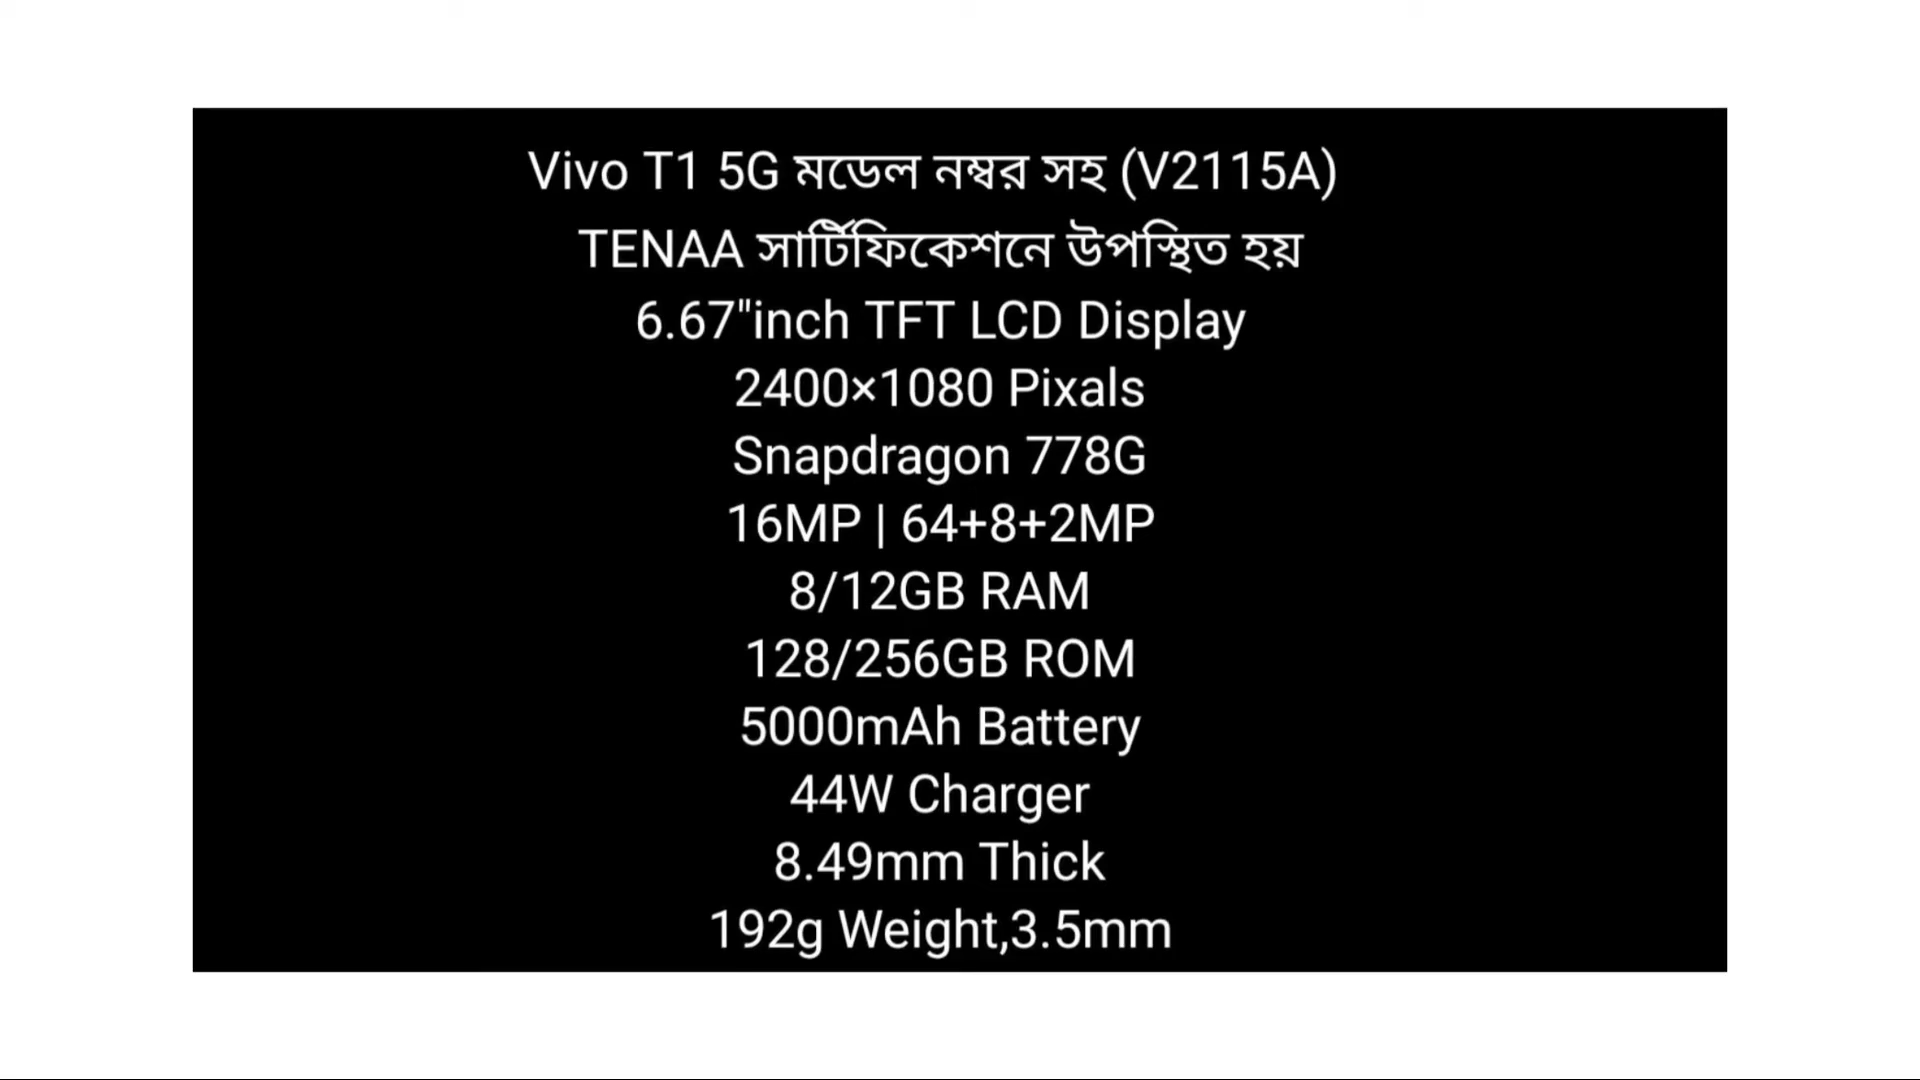 Vivo T1 5G মডেল নম্বর সহ (V2115A)
TENAA সার্টিফিকেশনে উপস্থিত হয়
6.67"inch TFT LCD Display
2400×1080 Pixals
Snapdragon 778G
16MP | 64+8+2MP
8/12GB RAM
128/256GB ROM
5000mAh Battery
44W Charger
8.49mm Thick
192g Weight,3.5mm